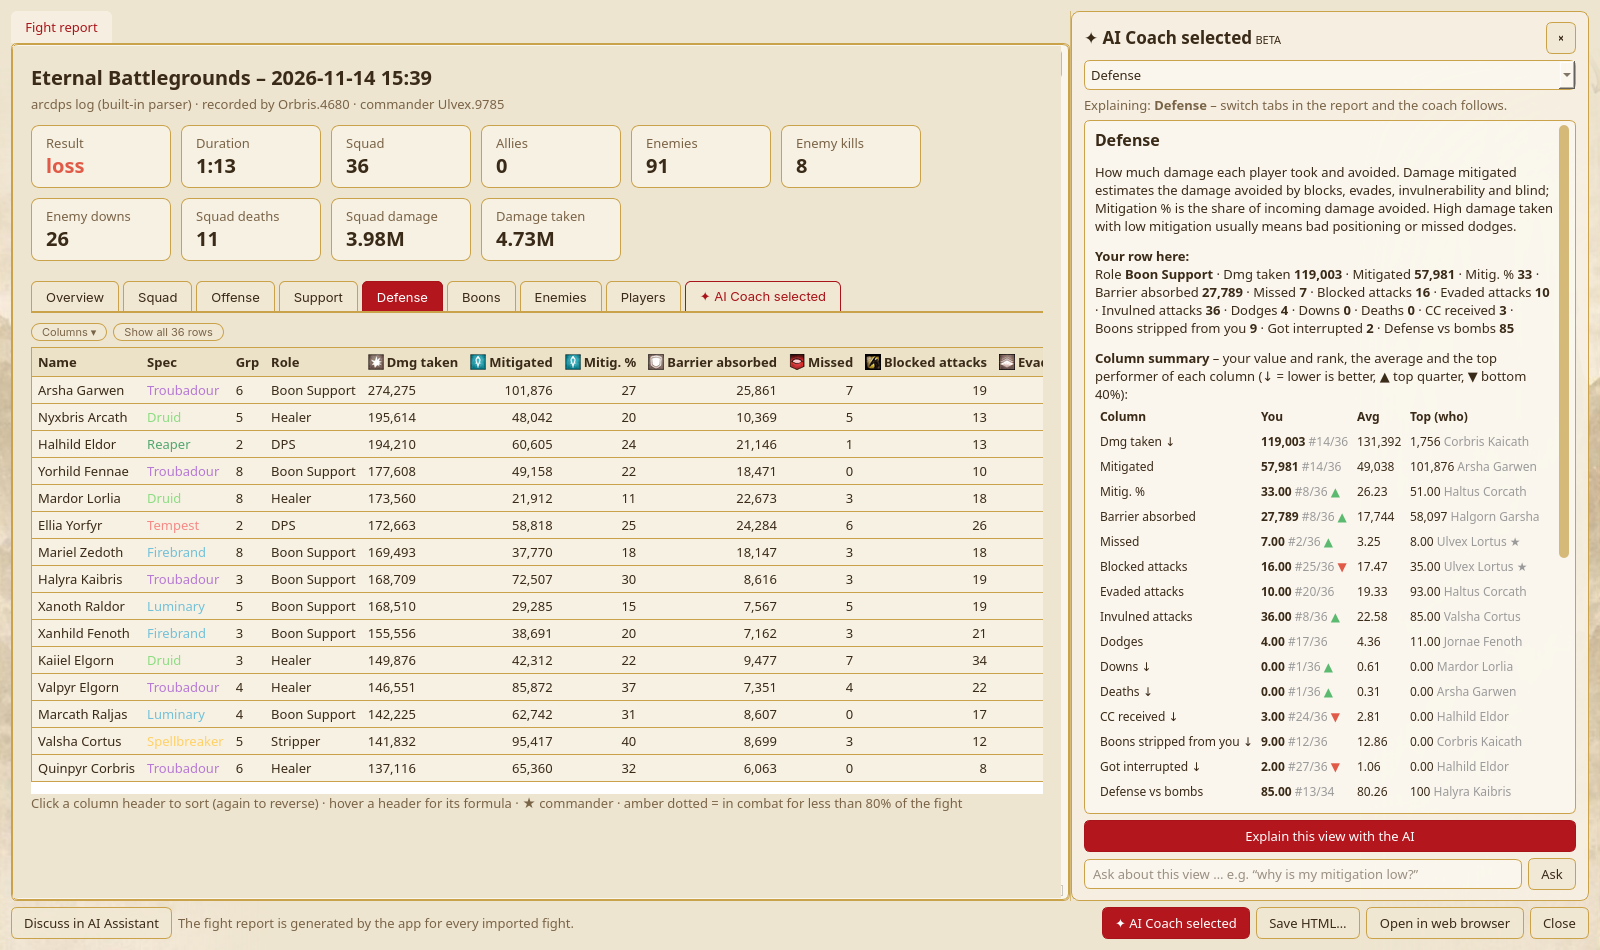 Fight report
Eternal Battlegrounds – 2026-11-14 15:39
arcdps log (built-in parser) · recorded by Orbris.4680 · commander Ulvex.9785
Result
loss
Duration
1:13
Squad
36
Allies
0
Enemies
91
Enemy kills
8
Enemy downs
26
Squad deaths
11
Squad damage
3.98M
Damage taken
4.73M
Overview Squad Offense Support Defense Boons Enemies Players ✦ AI Coach selected
Columns ▾ Show all 36 rows
Name Spec Grp Role Dmg taken Mitigated Mitig. % Barrier absorbed Missed Blocked attacks Evad
Arsha Garwen Troubadour 6 Boon Support 274,275 101,876 27 25,861 7 19
Nyxbris Arcath Druid 5 Healer 195,614 48,042 20 10,369 5 13
Halhild Eldor Reaper 2 DPS 194,210 60,605 24 21,146 1 13
Yorhild Fennae Troubadour 8 Boon Support 177,608 49,158 22 18,471 0 10
Mardor Lorlia Druid 8 Healer 173,560 21,912 11 22,673 3 18
Ellia Yorfyr Tempest 2 DPS 172,663 58,818 25 24,284 6 26
Mariel Zedoth Firebrand 8 Boon Support 169,493 37,770 18 18,147 3 18
Halyra Kaibris Troubadour 3 Boon Support 168,709 72,507 30 8,616 3 19
Xanoth Raldor Luminary 5 Boon Support 168,510 29,285 15 7,567 5 19
Xanhild Fenoth Firebrand 3 Boon Support 155,556 38,691 20 7,162 3 21
Kaiiel Elgorn Druid 3 Healer 149,876 42,312 22 9,477 7 34
Valpyr Elgorn Troubadour 4 Healer 146,551 85,872 37 7,351 4 22
Marcath Raljas Luminary 4 Boon Support 142,225 62,742 31 8,607 0 17
Valsha Cortus Spellbreaker 5 Stripper 141,832 95,417 40 8,699 3 12
Quinpyr Corbris Troubadour 6 Healer 137,116 65,360 32 6,063 0 8
Click a column header to sort (again to reverse) · hover a header for its formula · ★ commander · amber dotted = in combat for less than 80% of the fight
✦ AI Coach selected BETA
×
Defense
Explaining: Defense – switch tabs in the report and the coach follows.
Defense
How much damage each player took and avoided. Damage mitigated
estimates the damage avoided by blocks, evades, invulnerability and blind;
Mitigation % is the share of incoming damage avoided. High damage taken
with low mitigation usually means bad positioning or missed dodges.
Your row here:
Role Boon Support · Dmg taken 119,003 · Mitigated 57,981 · Mitig. % 33 ·
Barrier absorbed 27,789 · Missed 7 · Blocked attacks 16 · Evaded attacks 10
· Invulned attacks 36 · Dodges 4 · Downs 0 · Deaths 0 · CC received 3 ·
Boons stripped from you 9 · Got interrupted 2 · Defense vs bombs 85
Column summary – your value and rank, the average and the top
performer of each column (↓ = lower is better, ▲ top quarter, ▼ bottom
40%):
Column You Avg Top (who)
Dmg taken ↓ 119,003 #14/36 131,392 1,756 Corbris Kaicath
Mitigated 57,981 #14/36 49,038 101,876 Arsha Garwen
Mitig. % 33.00 #8/36 ▲ 26.23 51.00 Haltus Corcath
Barrier absorbed 27,789 #8/36 ▲ 17,744 58,097 Halgorn Garsha
Missed 7.00 #2/36 ▲ 3.25 8.00 Ulvex Lortus ★
Blocked attacks 16.00 #25/36 ▼ 17.47 35.00 Ulvex Lortus ★
Evaded attacks 10.00 #20/36 19.33 93.00 Haltus Corcath
Invulned attacks 36.00 #8/36 ▲ 22.58 85.00 Valsha Cortus
Dodges 4.00 #17/36 4.36 11.00 Jornae Fenoth
Downs ↓ 0.00 #1/36 ▲ 0.61 0.00 Mardor Lorlia
Deaths ↓ 0.00 #1/36 ▲ 0.31 0.00 Arsha Garwen
CC received ↓ 3.00 #24/36 ▼ 2.81 0.00 Halhild Eldor
Boons stripped from you ↓ 9.00 #12/36 12.86 0.00 Corbris Kaicath
Got interrupted ↓ 2.00 #27/36 ▼ 1.06 0.00 Halhild Eldor
Defense vs bombs 85.00 #13/34 80.26 100 Halyra Kaibris
Explain this view with the AI
Ask about this view … e.g. “why is my mitigation low?” Ask
Discuss in AI Assistant The fight report is generated by the app for every imported fight.
✦ AI Coach selected Save HTML… Open in web browser Close